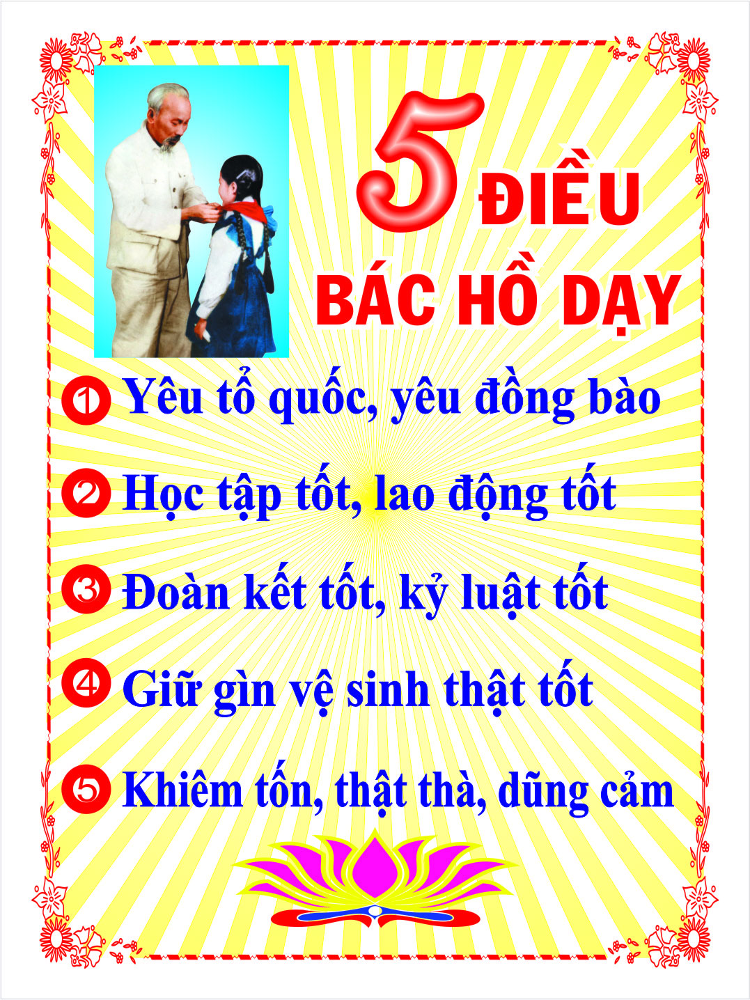 5 ĐIỀU
BÁC HỒ DẠY
1 Yêu tổ quốc, yêu đồng bào
2 Học tập tốt, lao động tốt
3 Đoàn kết tốt, kỷ luật tốt
4 Giữ gìn vệ sinh thật tốt
5 Khiêm tốn, thật thà, dũng cảm